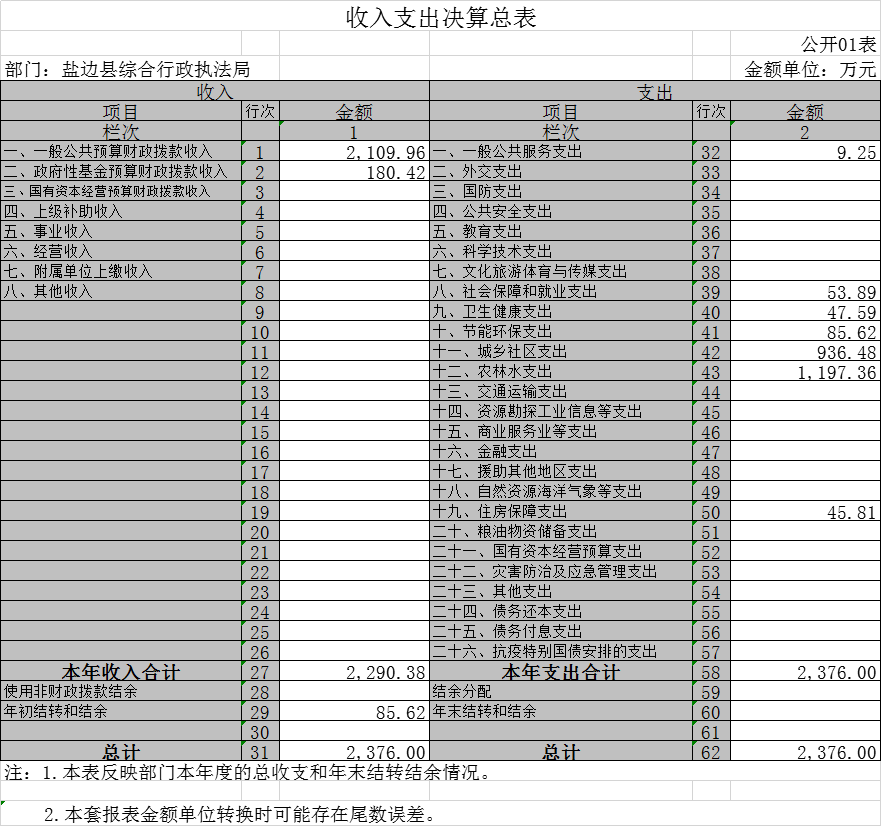 收入支出决算总表
公开01表
部门：盐边县综合行政执法局 金额单位：万元
收入 支出
项目 行次 金额 项目 行次 金额
栏次 1 栏次 2
一、一般公共预算财政拨款收入 1 2,109.96 一、一般公共服务支出 32 9.25
二、政府性基金预算财政拨款收入 2 180.42 二、外交支出 33
三、国有资本经营预算财政拨款收入 3 三、国防支出 34
四、上级补助收入 4 四、公共安全支出 35
五、事业收入 5 五、教育支出 36
六、经营收入 6 六、科学技术支出 37
七、附属单位上缴收入 7 七、文化旅游体育与传媒支出 38
八、其他收入 8 八、社会保障和就业支出 39 53.89
9 九、卫生健康支出 40 47.59
10 十、节能环保支出 41 85.62
11 十一、城乡社区支出 42 936.48
12 十二、农林水支出 43 1,197.36
13 十三、交通运输支出 44
14 十四、资源勘探工业信息等支出 45
15 十五、商业服务业等支出 46
16 十六、金融支出 47
17 十七、援助其他地区支出 48
18 十八、自然资源海洋气象等支出 49
19 十九、住房保障支出 50 45.81
20 二十、粮油物资储备支出 51
21 二十一、国有资本经营预算支出 52
22 二十二、灾害防治及应急管理支出 53
23 二十三、其他支出 54
24 二十四、债务还本支出 55
25 二十五、债务付息支出 56
26 二十六、抗疫特别国债安排的支出 57
本年收入合计 27 2,290.38 本年支出合计 58 2,376.00
使用非财政拨款结余 28 结余分配 59
年初结转和结余 29 85.62 年末结转和结余 60
30 61
总计 31 2,376.00 总计 62 2,376.00
注：1.本表反映部门本年度的总收支和年末结转结余情况。
2.本套报表金额单位转换时可能存在尾数误差。